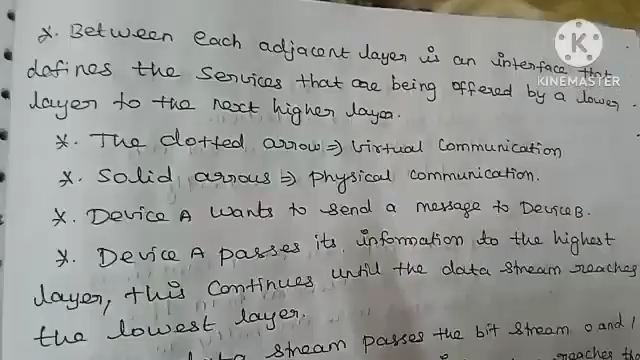 *. Between each adjacent layer is an interface that
defines the services that are being offered by a lower
layer to the next higher layer.
*. The dotted arrow ⇒ virtual communication
*. Solid arrows ⇒ physical communication.
*. Device A wants to send a message to Device B.
*. Device A passes its information to the highest
layer, this continues until the data stream reaches
the lowest layer.
data stream passes the bit stream 0 and 1
reaches the
K
KINEMASTER